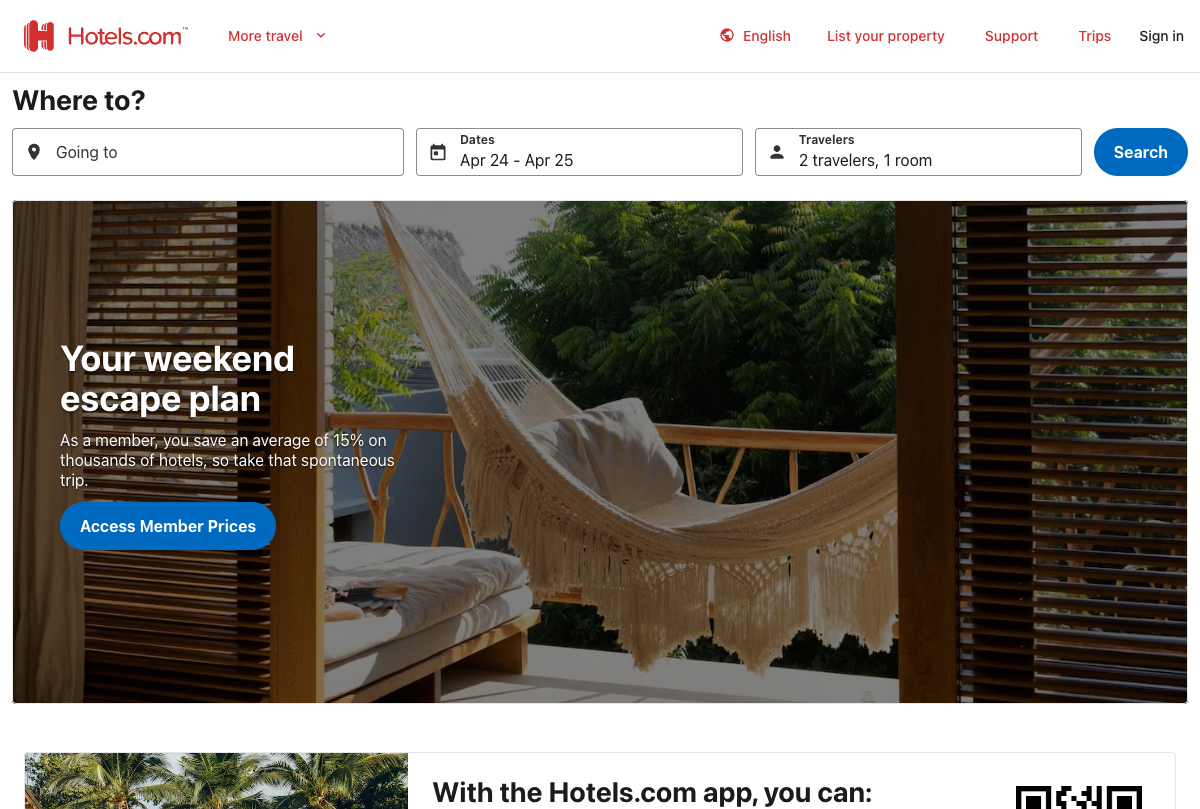 Hotels.com™
More travel
English
List your property
Support
Trips
Sign in
Where to?
Going to
Dates
Apr 24 - Apr 25
Travelers
2 travelers, 1 room
Search
Your weekend
escape plan
As a member, you save an average of 15% on
thousands of hotels, so take that spontaneous
trip.
Access Member Prices
With the Hotels.com app, you can: